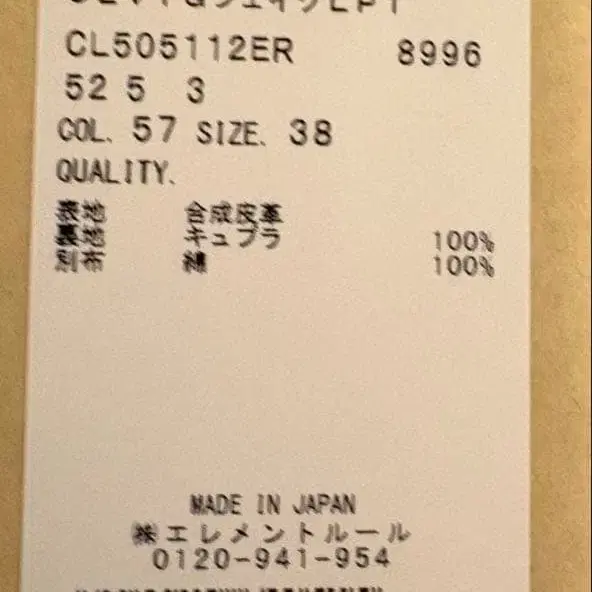 CL505112ER 8996
52 5 3
COL. 57 SIZE. 38
QUALITY.
表地 合成皮革
裏地 キュプラ 100%
別布 綿 100%
MADE IN JAPAN
㈱エレメントルール
0120-941-954